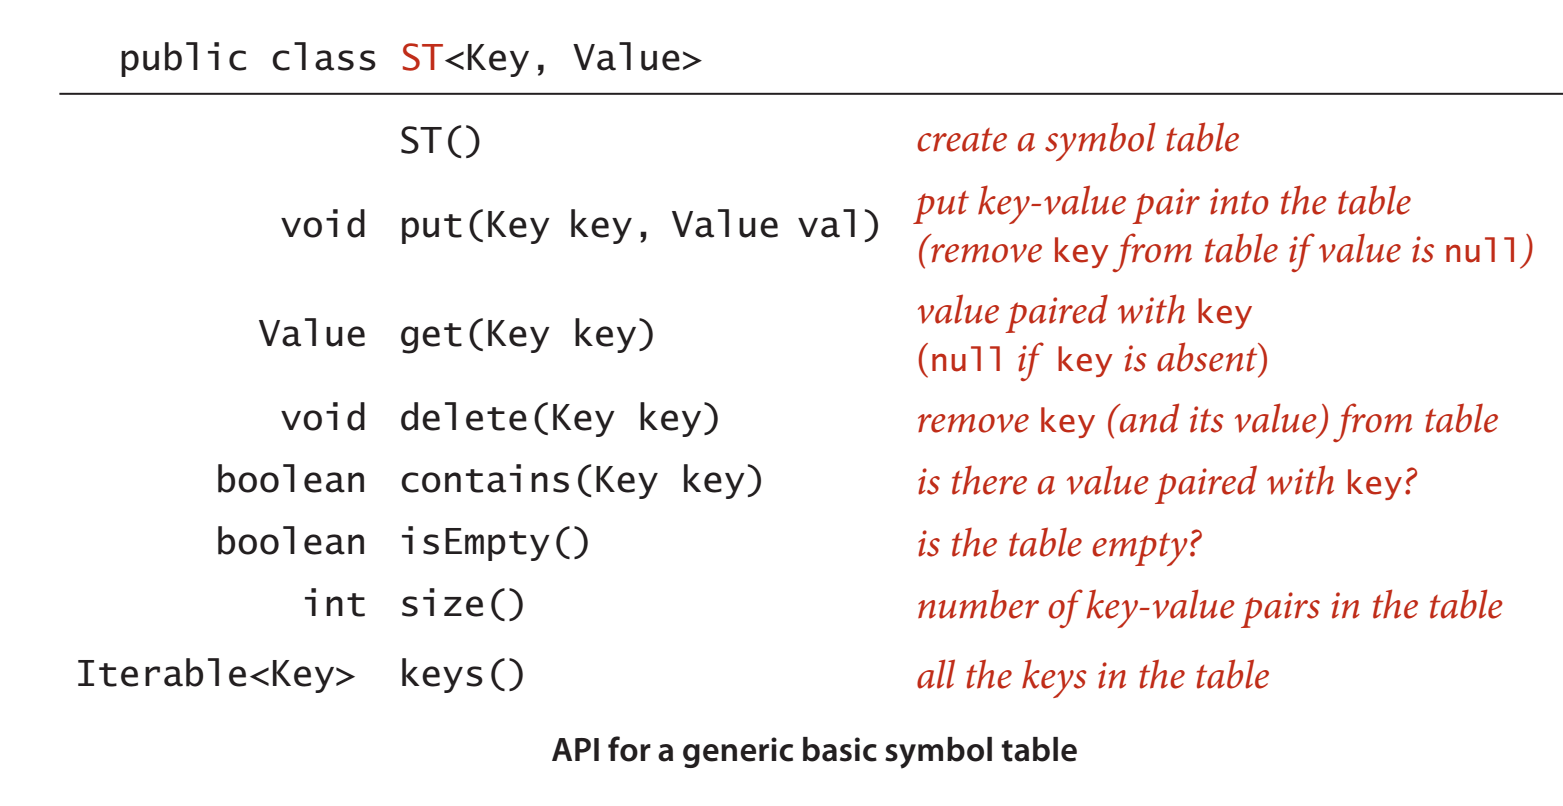 public class ST<Key, Value>
ST() create a symbol table
void put(Key key, Value val) put key-value pair into the table
(remove key from table if value is null)
Value get(Key key) value paired with key
(null if key is absent)
void delete(Key key) remove key (and its value) from table
boolean contains(Key key) is there a value paired with key?
boolean isEmpty() is the table empty?
int size() number of key-value pairs in the table
Iterable<Key> keys() all the keys in the table
API for a generic basic symbol table